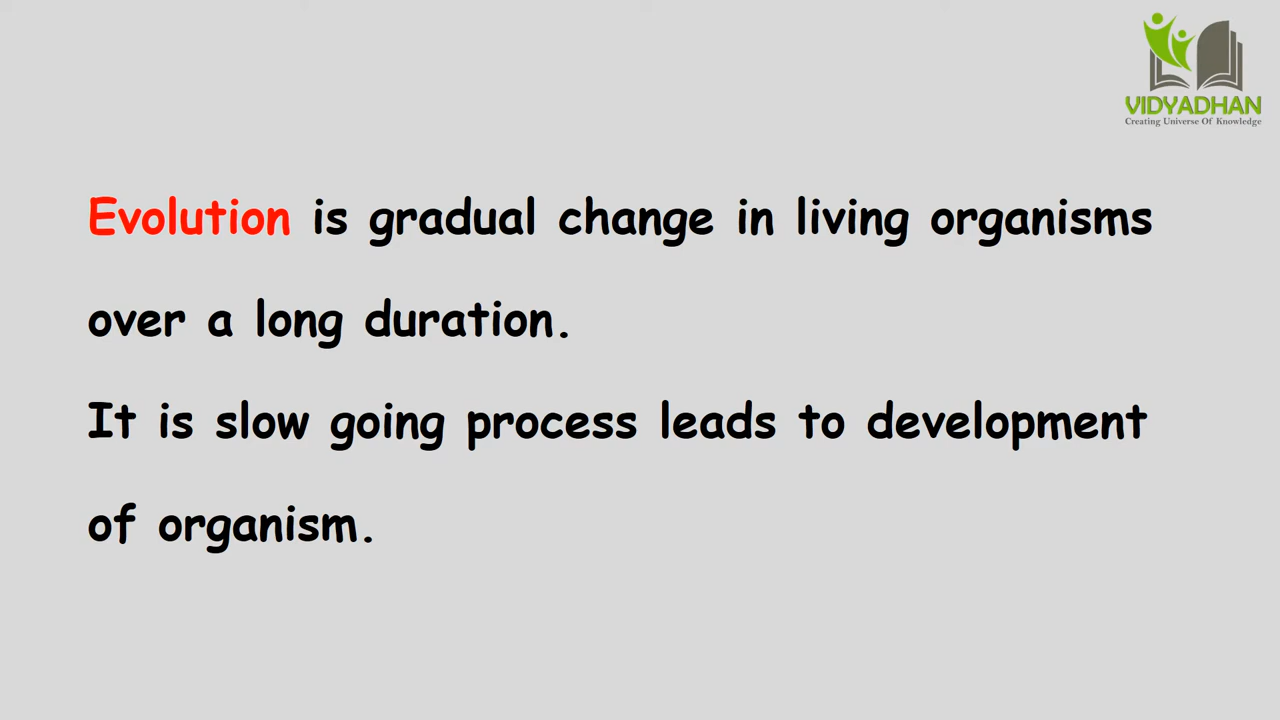 VIDYADHAN
Creating Universe Of Knowledge
Evolution is gradual change in living organisms
over a long duration.
It is slow going process leads to development
of organism.